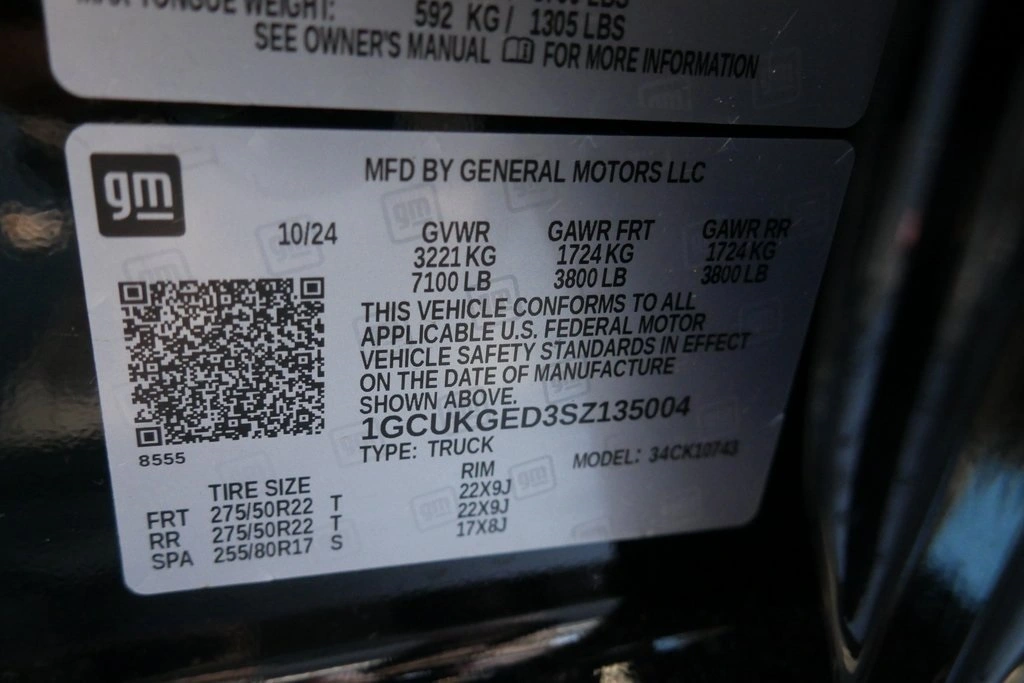 MAX TONGUE WEIGHT: 592 KG / 1305 LBS
SEE OWNER'S MANUAL FOR MORE INFORMATION
gm
MFD BY GENERAL MOTORS LLC
10/24 GVWR GAWR FRT GAWR RR
3221 KG 1724 KG 1724 KG
7100 LB 3800 LB 3800 LB
THIS VEHICLE CONFORMS TO ALL
APPLICABLE U.S. FEDERAL MOTOR
VEHICLE SAFETY STANDARDS IN EFFECT
ON THE DATE OF MANUFACTURE
SHOWN ABOVE.
1GCUKGED3SZ135004
8555
TYPE: TRUCK MODEL: 34CK10743
TIRE SIZE RIM
FRT 275/50R22 T 22X9J
RR 275/50R22 T 22X9J
SPA 255/80R17 S 17X8J